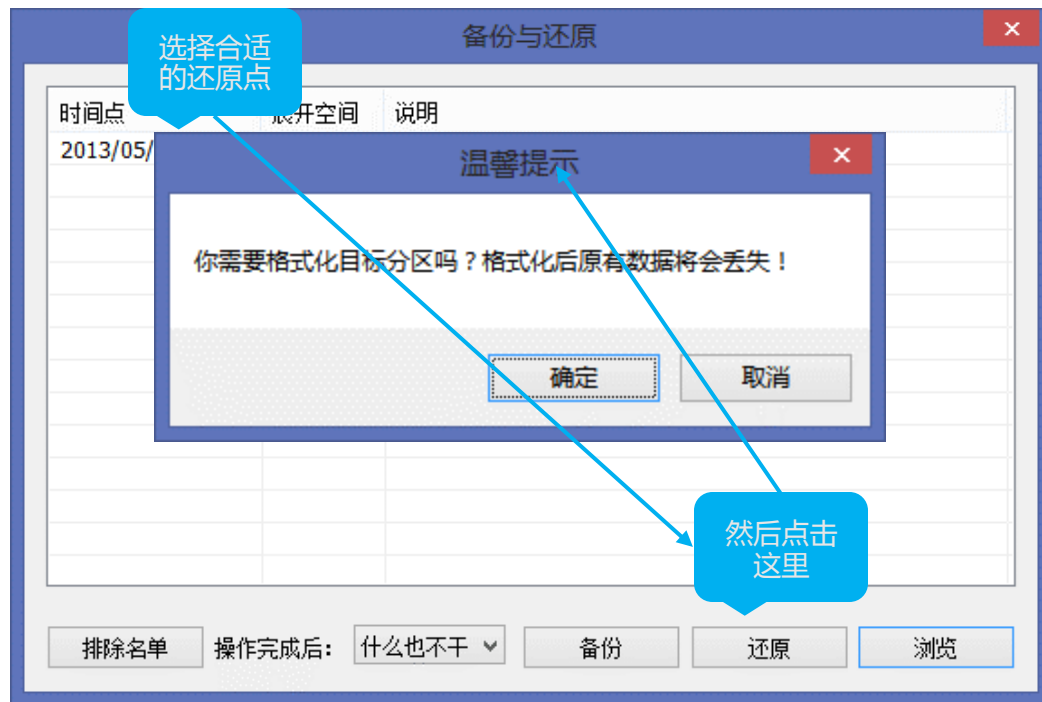 备份与还原
选择合适
的还原点
时间点
展开空间
说明
2013/05/
温馨提示
你需要格式化目标分区吗？格式化后原有数据将会丢失！
确定
取消
然后点击
这里
排除名单
操作完成后：
什么也不干
备份
还原
浏览